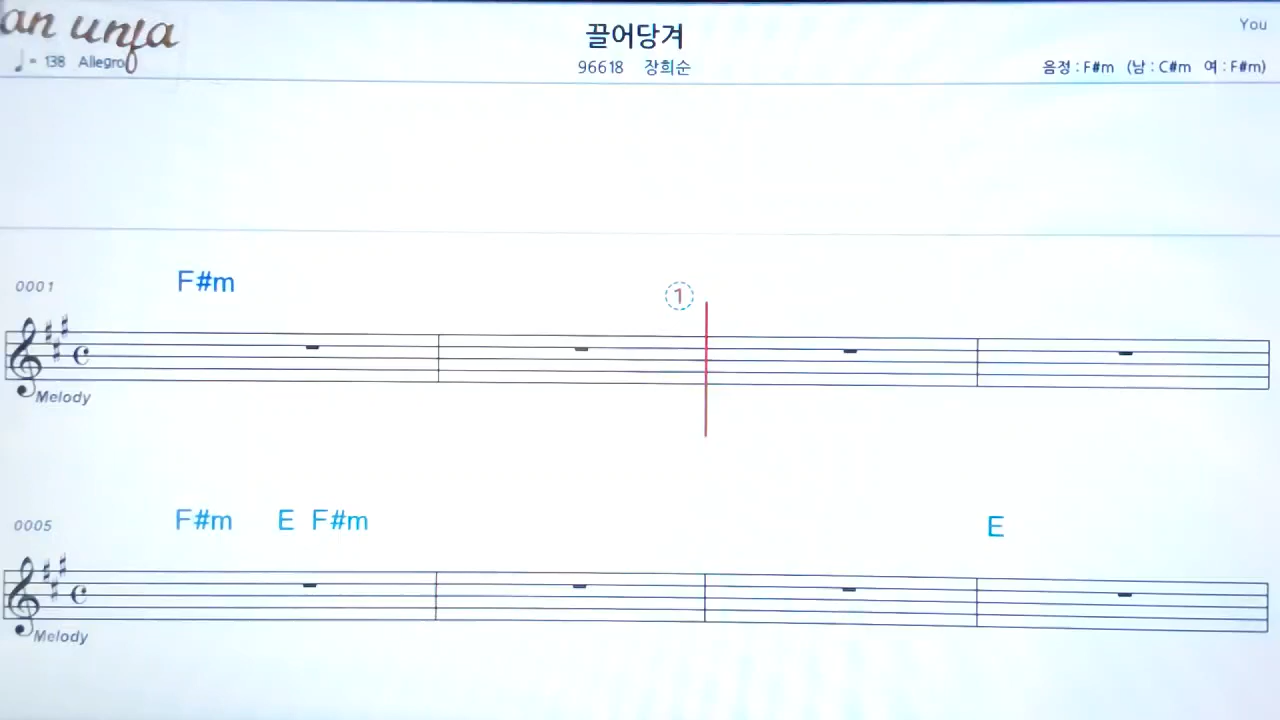 an unfa
끌어당겨
You
♩ = 138 Allegro
96618 장희순
음정 : F#m (남 : C#m 여 : F#m)
0001 F#m ①
Melody
0005 F#m E F#m E
Melody